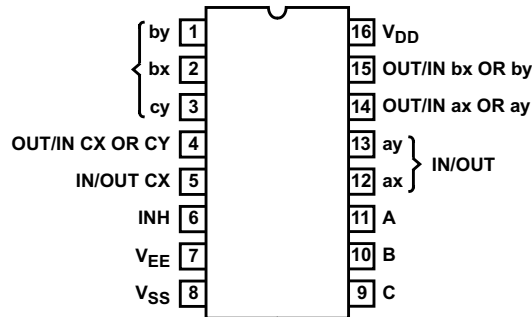 by 1
bx 2
cy 3
OUT/IN CX OR CY 4
IN/OUT CX 5
INH 6
VEE 7
VSS 8
16 VDD
15 OUT/IN bx OR by
14 OUT/IN ax OR ay
13 ay
12 ax
IN/OUT
11 A
10 B
9 C